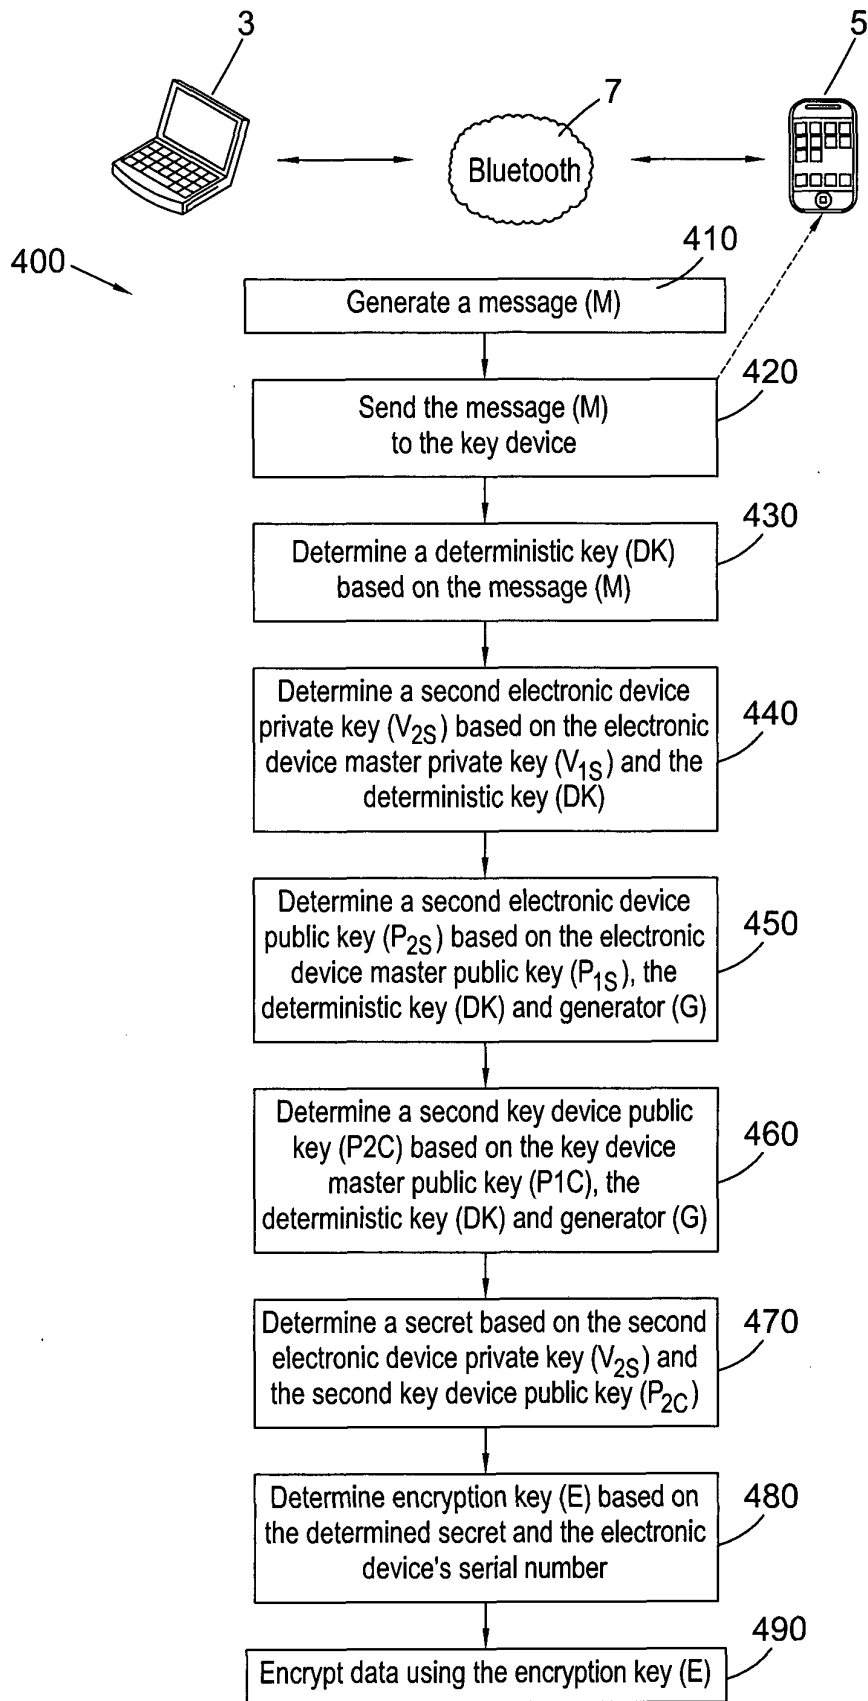 3
5
7
Bluetooth
400
410
Generate a message (M)
420
Send the message (M)
to the key device
430
Determine a deterministic key (DK)
based on the message (M)
440
Determine a second electronic device
private key (V2S) based on the electronic
device master private key (V1S) and the
deterministic key (DK)
450
Determine a second electronic device
public key (P2S) based on the electronic
device master public key (P1S), the
deterministic key (DK) and generator (G)
460
Determine a second key device public
key (P2C) based on the key device
master public key (P1C), the
deterministic key (DK) and generator (G)
470
Determine a secret based on the second
electronic device private key (V2S) and
the second key device public key (P2C)
480
Determine encryption key (E) based on
the determined secret and the electronic
device's serial number
490
Encrypt data using the encryption key (E)